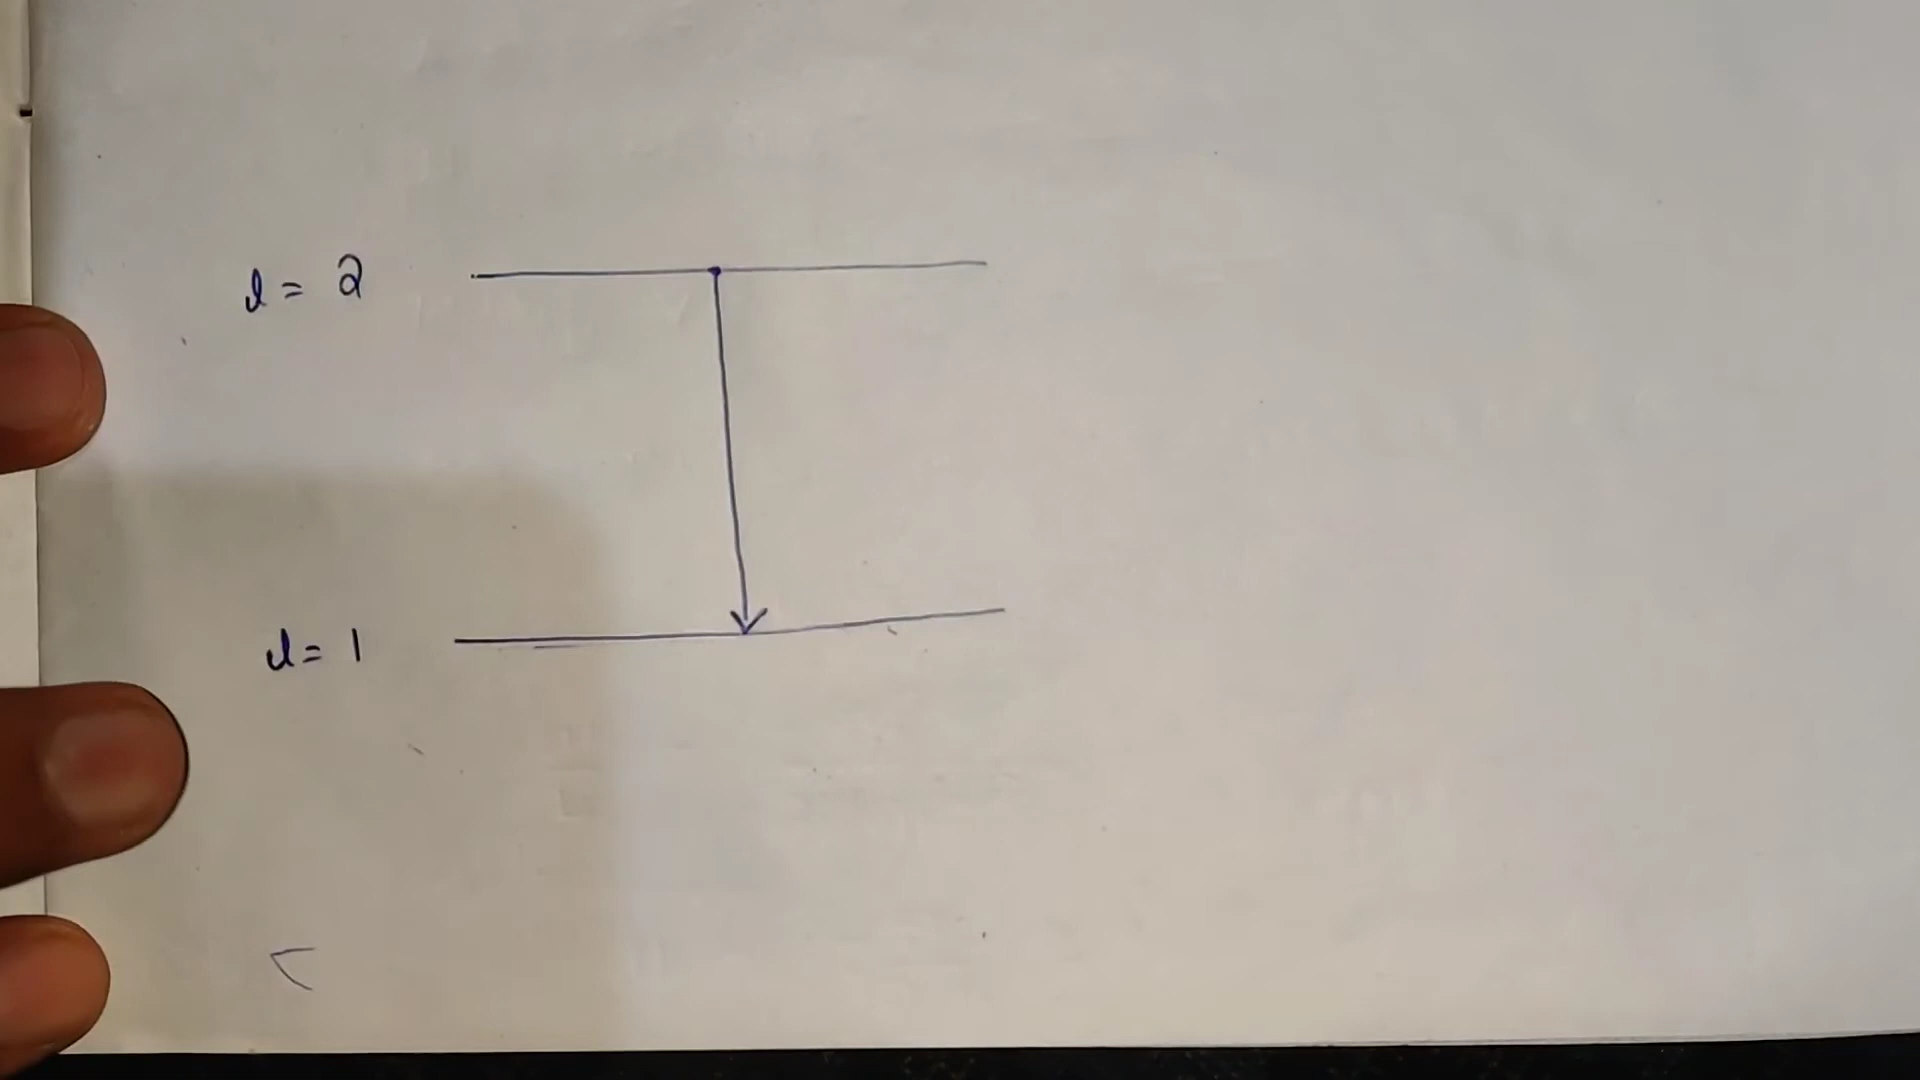 l = 2
l = 1